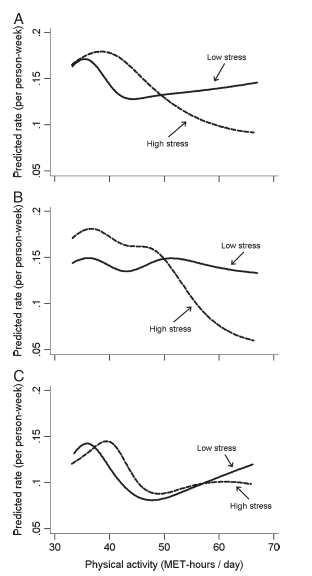 A
Predicted rate (per person-week)
.2
.15
.1
.05
Low stress
High stress
B
Predicted rate (per person-week)
.2
.15
.1
.05
Low stress
High stress
C
Predicted rate (per person-week)
.2
.15
.1
.05
Low stress
High stress
30 40 50 60 70
Physical activity (MET-hours / day)